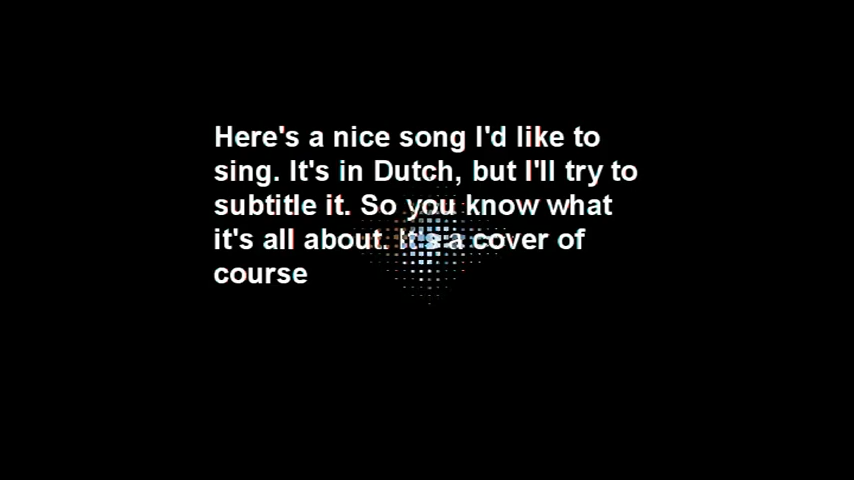 Here's a nice song I'd like to
sing. It's in Dutch, but I'll try to
subtitle it. So you know what
it's all about. It's a cover of
course